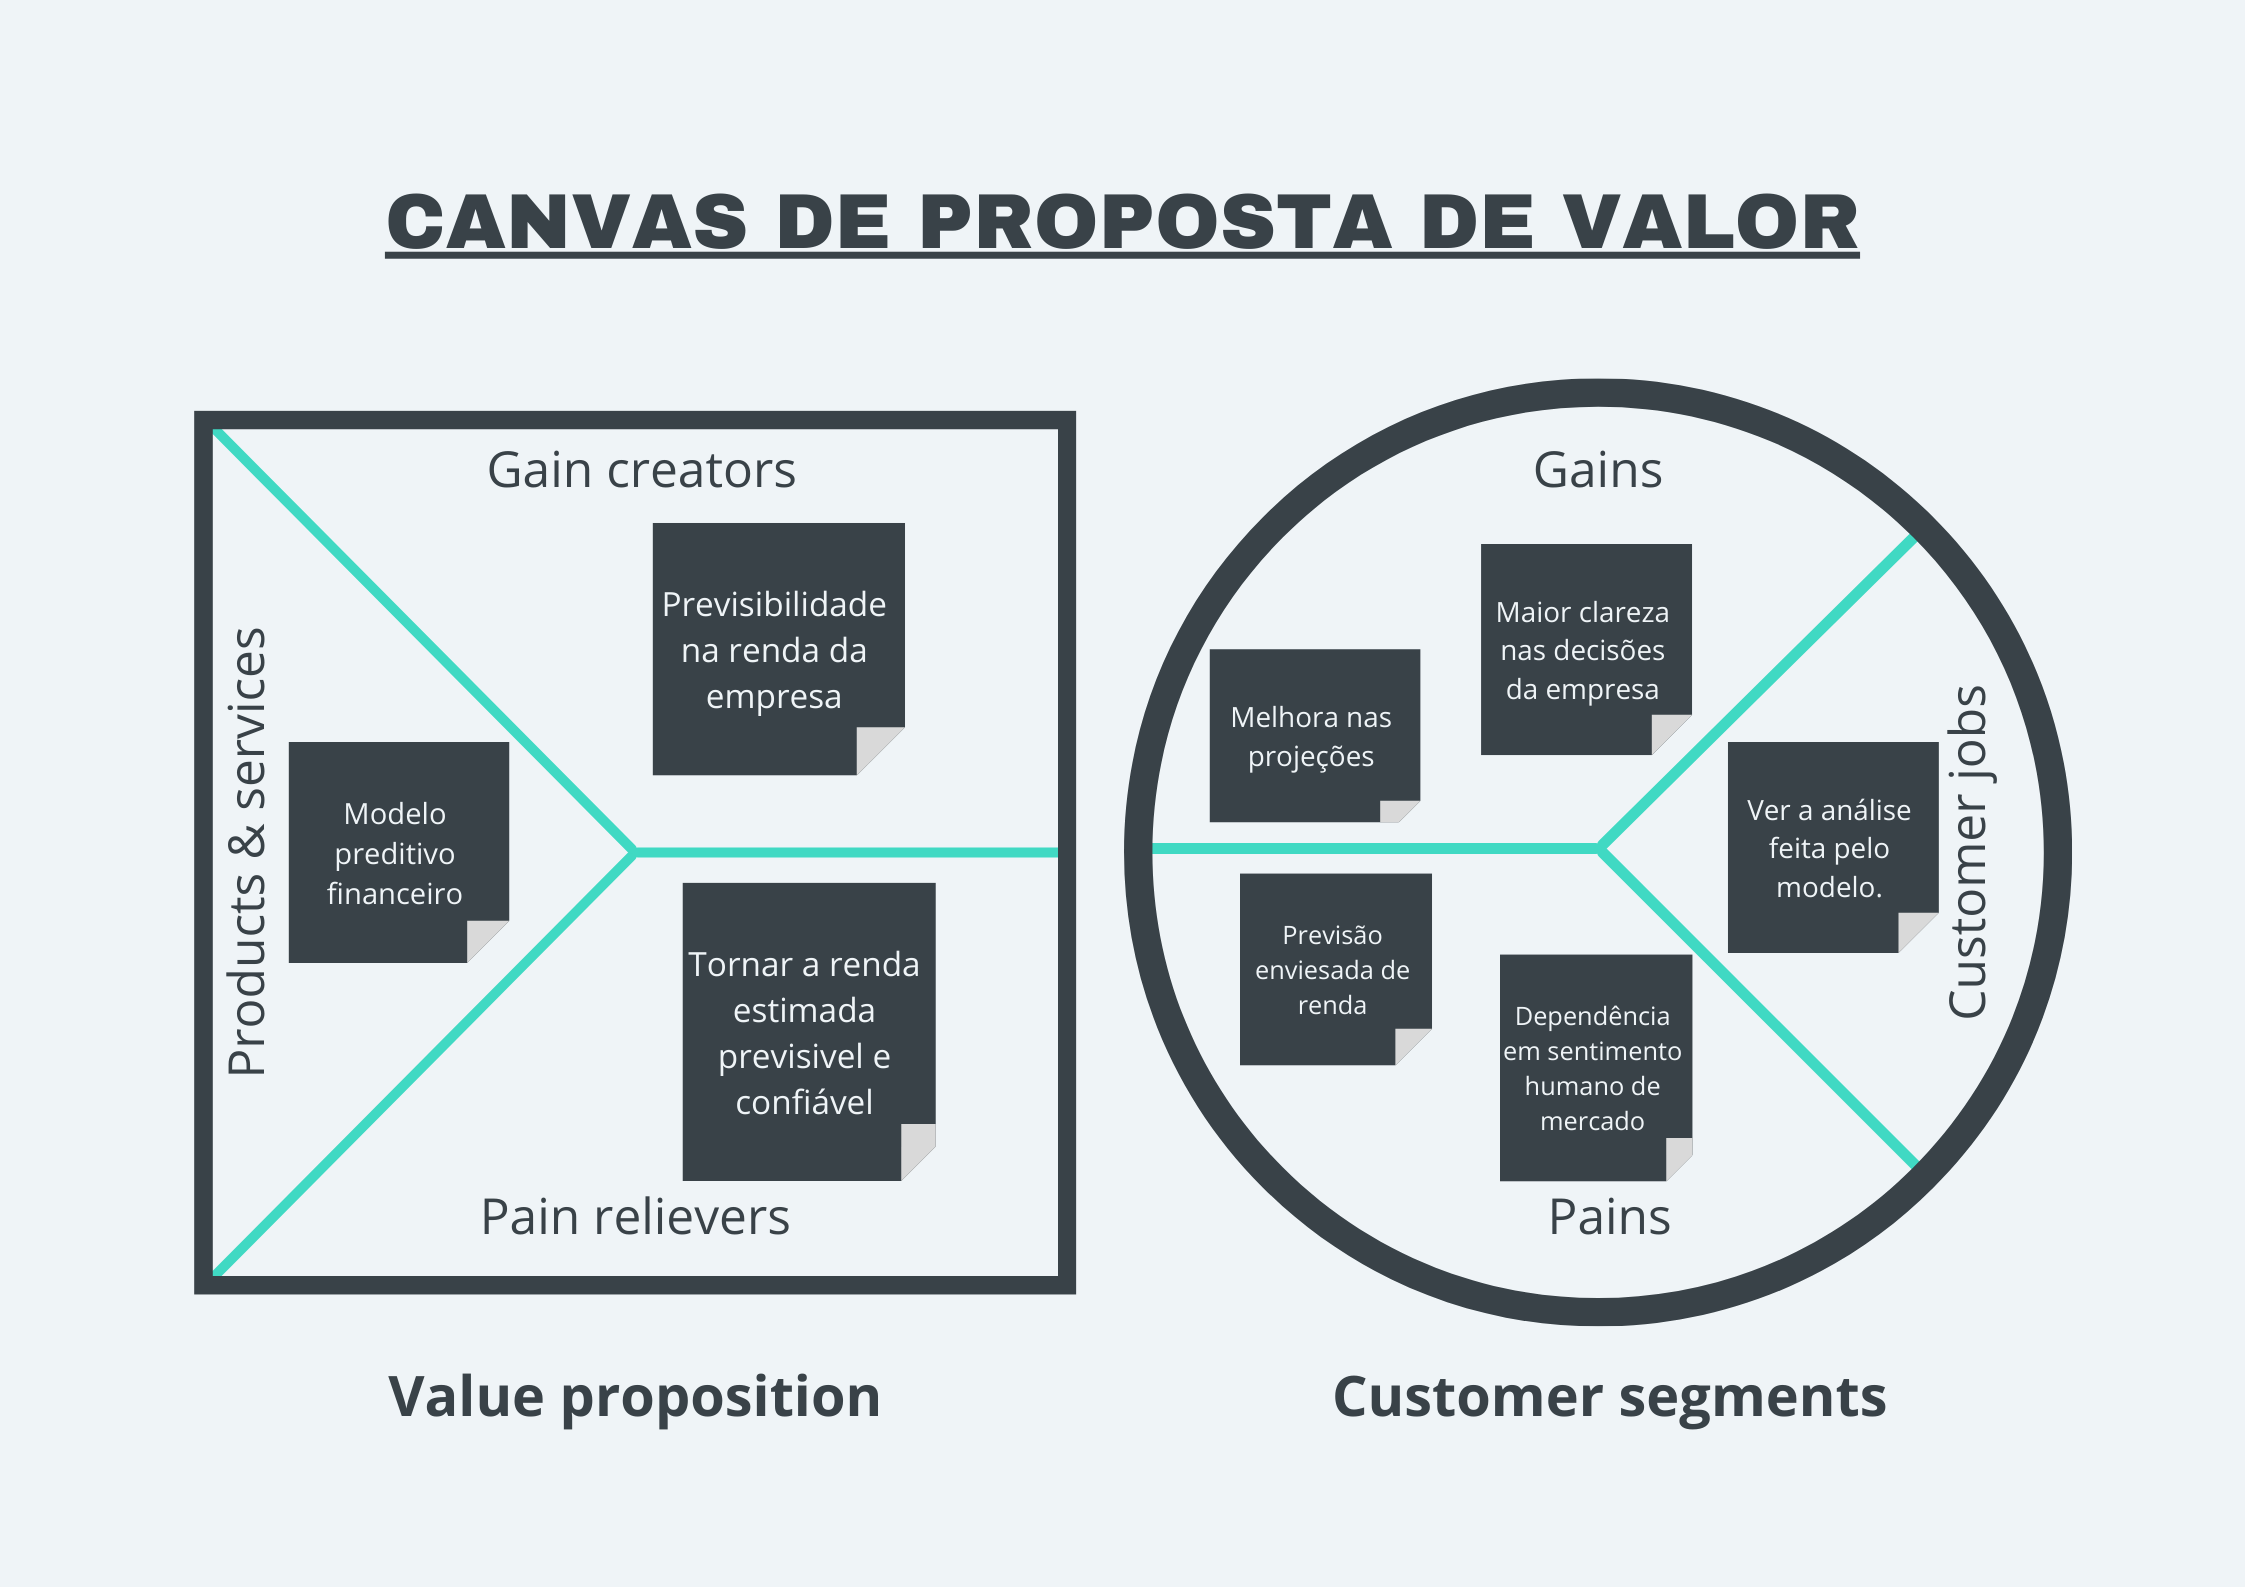 CANVAS DE PROPOSTA DE VALOR
Gain creators
Previsibilidade
na renda da
empresa
Products & services
Modelo
preditivo
financeiro
Tornar a renda
estimada
previsivel e
confiável
Pain relievers
Value proposition
Gains
Maior clareza
nas decisões
da empresa
Melhora nas
projeções
Ver a análise
feita pelo
modelo.
Customer jobs
Previsão
enviesada de
renda
Dependência
em sentimento
humano de
mercado
Pains
Customer segments